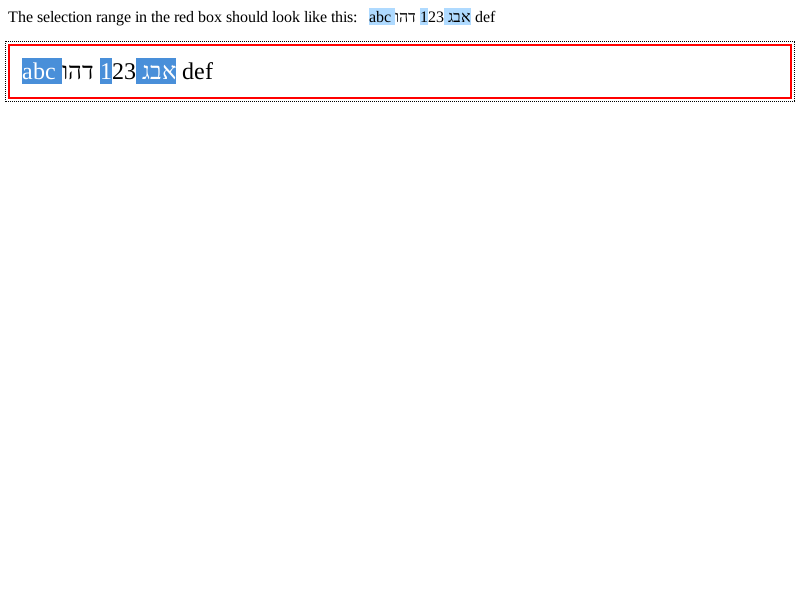 The selection range in the red box should look like this: abc אבג 123 דהו def
abc אבג 123 דהו def